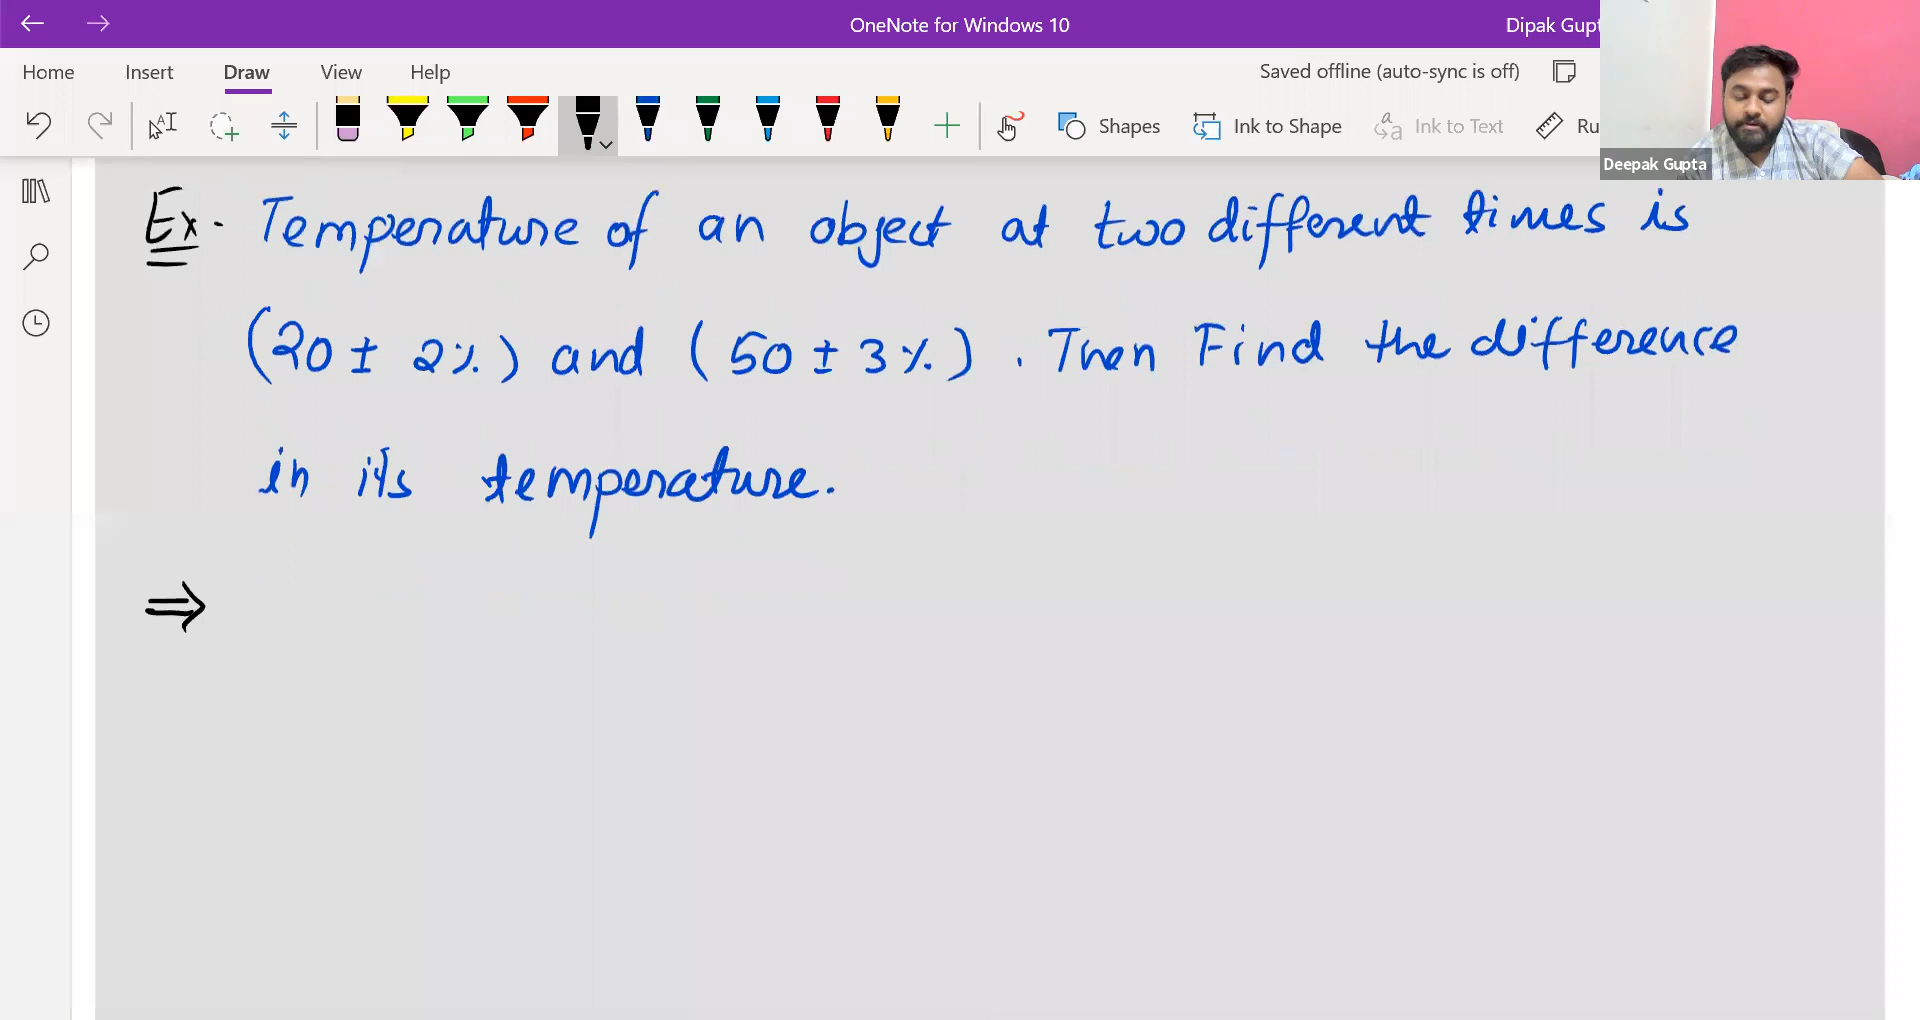 OneNote for Windows 10
Home Insert Draw View Help
Saved offline (auto-sync is off)
Shapes Ink to Shape Ink to Text
Deepak Gupta
Ex- Temperature of an object at two different times is
(20 ± 2%) and (50 ± 3%). Then Find the difference
in its temperature.
⇒